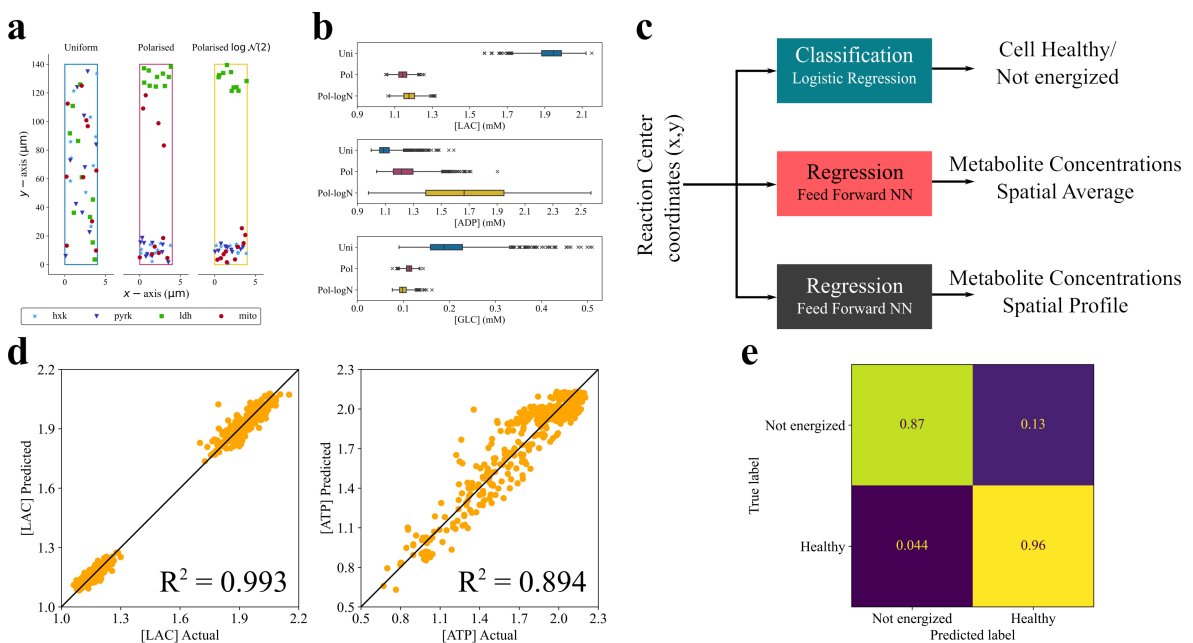 a
Uniform
Polarised
Polarised log 𝒩(2)
140
120
100
80
60
40
20
0
y − axis (μm)
0
5
0
5
0
5
x − axis (μm)
hxk
pyrk
ldh
mito
b
Uni
Pol
Pol-logN
0.9
1.1
1.3
1.5
1.7
1.9
2.1
[LAC] (mM)
Uni
Pol
Pol-logN
0.9
1.1
1.3
1.5
1.7
1.9
2.1
2.3
2.5
[ADP] (mM)
Uni
Pol
Pol-logN
0.0
0.1
0.2
0.3
0.4
0.5
[GLC] (mM)
c
Reaction Center
coordinates (x,y)
Classification
Logistic Regression
Cell Healthy/
Not energized
Regression
Feed Forward NN
Metabolite Concentrations
Spatial Average
Regression
Feed Forward NN
Metabolite Concentrations
Spatial Profile
d
2.2
1.9
1.6
1.3
1.0
[LAC] Predicted
R² = 0.993
1.0
1.3
1.6
1.9
2.2
[LAC] Actual
2.3
2.0
1.7
1.4
1.1
0.8
0.5
[ATP] Predicted
R² = 0.894
0.5
0.8
1.1
1.4
1.7
2.0
2.3
[ATP] Actual
e
True label
Not energized
0.87
0.13
Healthy
0.044
0.96
Not energized
Healthy
Predicted label